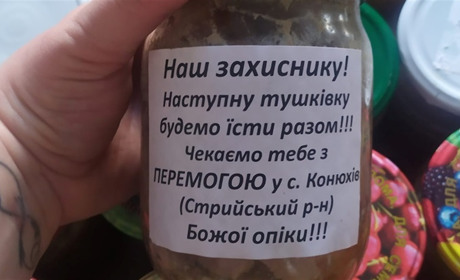 Наш захиснику!
Наступну тушківку
будемо їсти разом!!!
Чекаємо тебе з
ПЕРЕМОГОЮ у с. Конюхів
(Стрийський р-н)
Божої опіки!!!